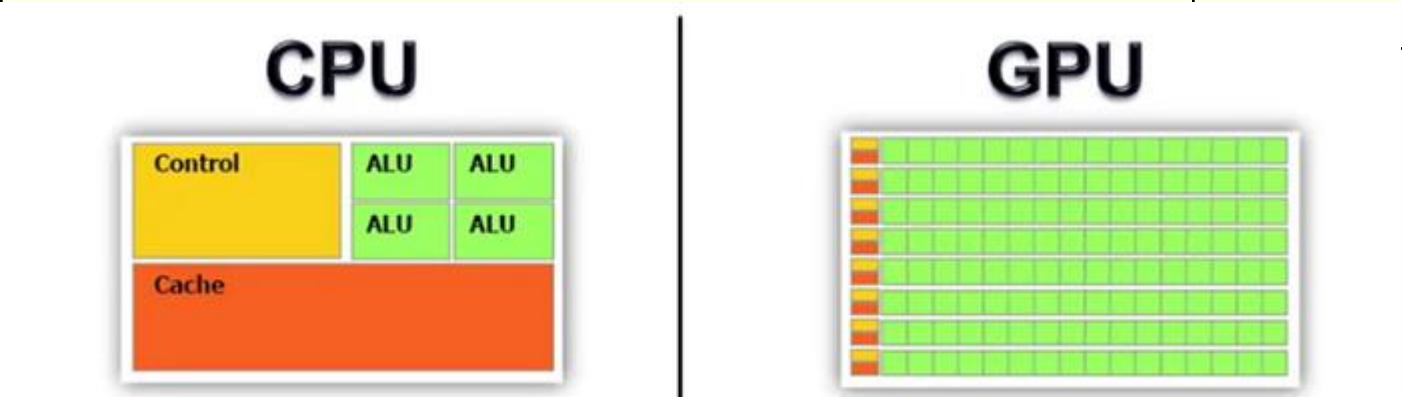 CPU
GPU
Control
ALU
ALU
ALU
ALU
Cache